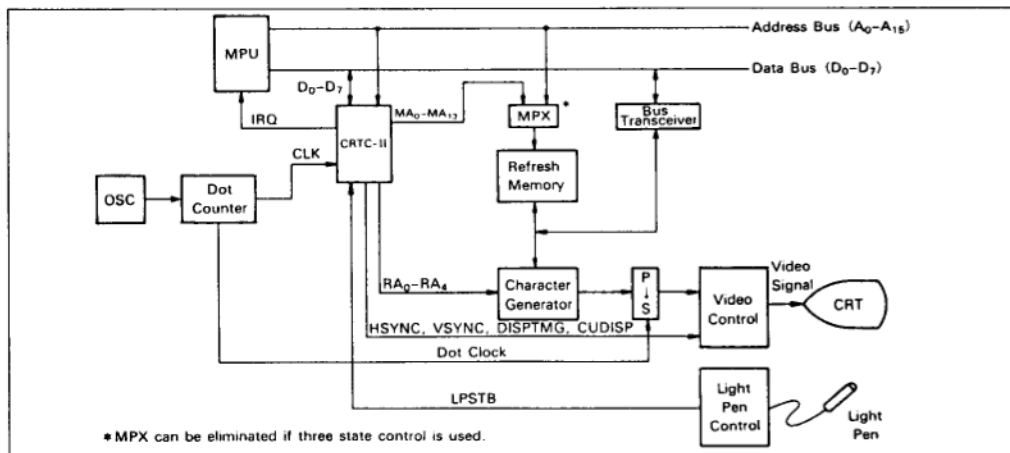 Address Bus (A₀–A₁₅)
MPU
Data Bus (D₀–D₇)
D₀–D₇
MA₀–MA₁₃
MPX *
Bus
Transceiver
IRQ
CRTC-II
CLK
Refresh
Memory
OSC
Dot
Counter
Video
Signal
RA₀–RA₄
Character
Generator
P
↓
S
Video
Control
CRT
HSYNC, VSYNC, DISPTMG, CUDISP
Dot Clock
LPSTB
Light
Pen
Control
Light
Pen
* MPX can be eliminated if three state control is used.